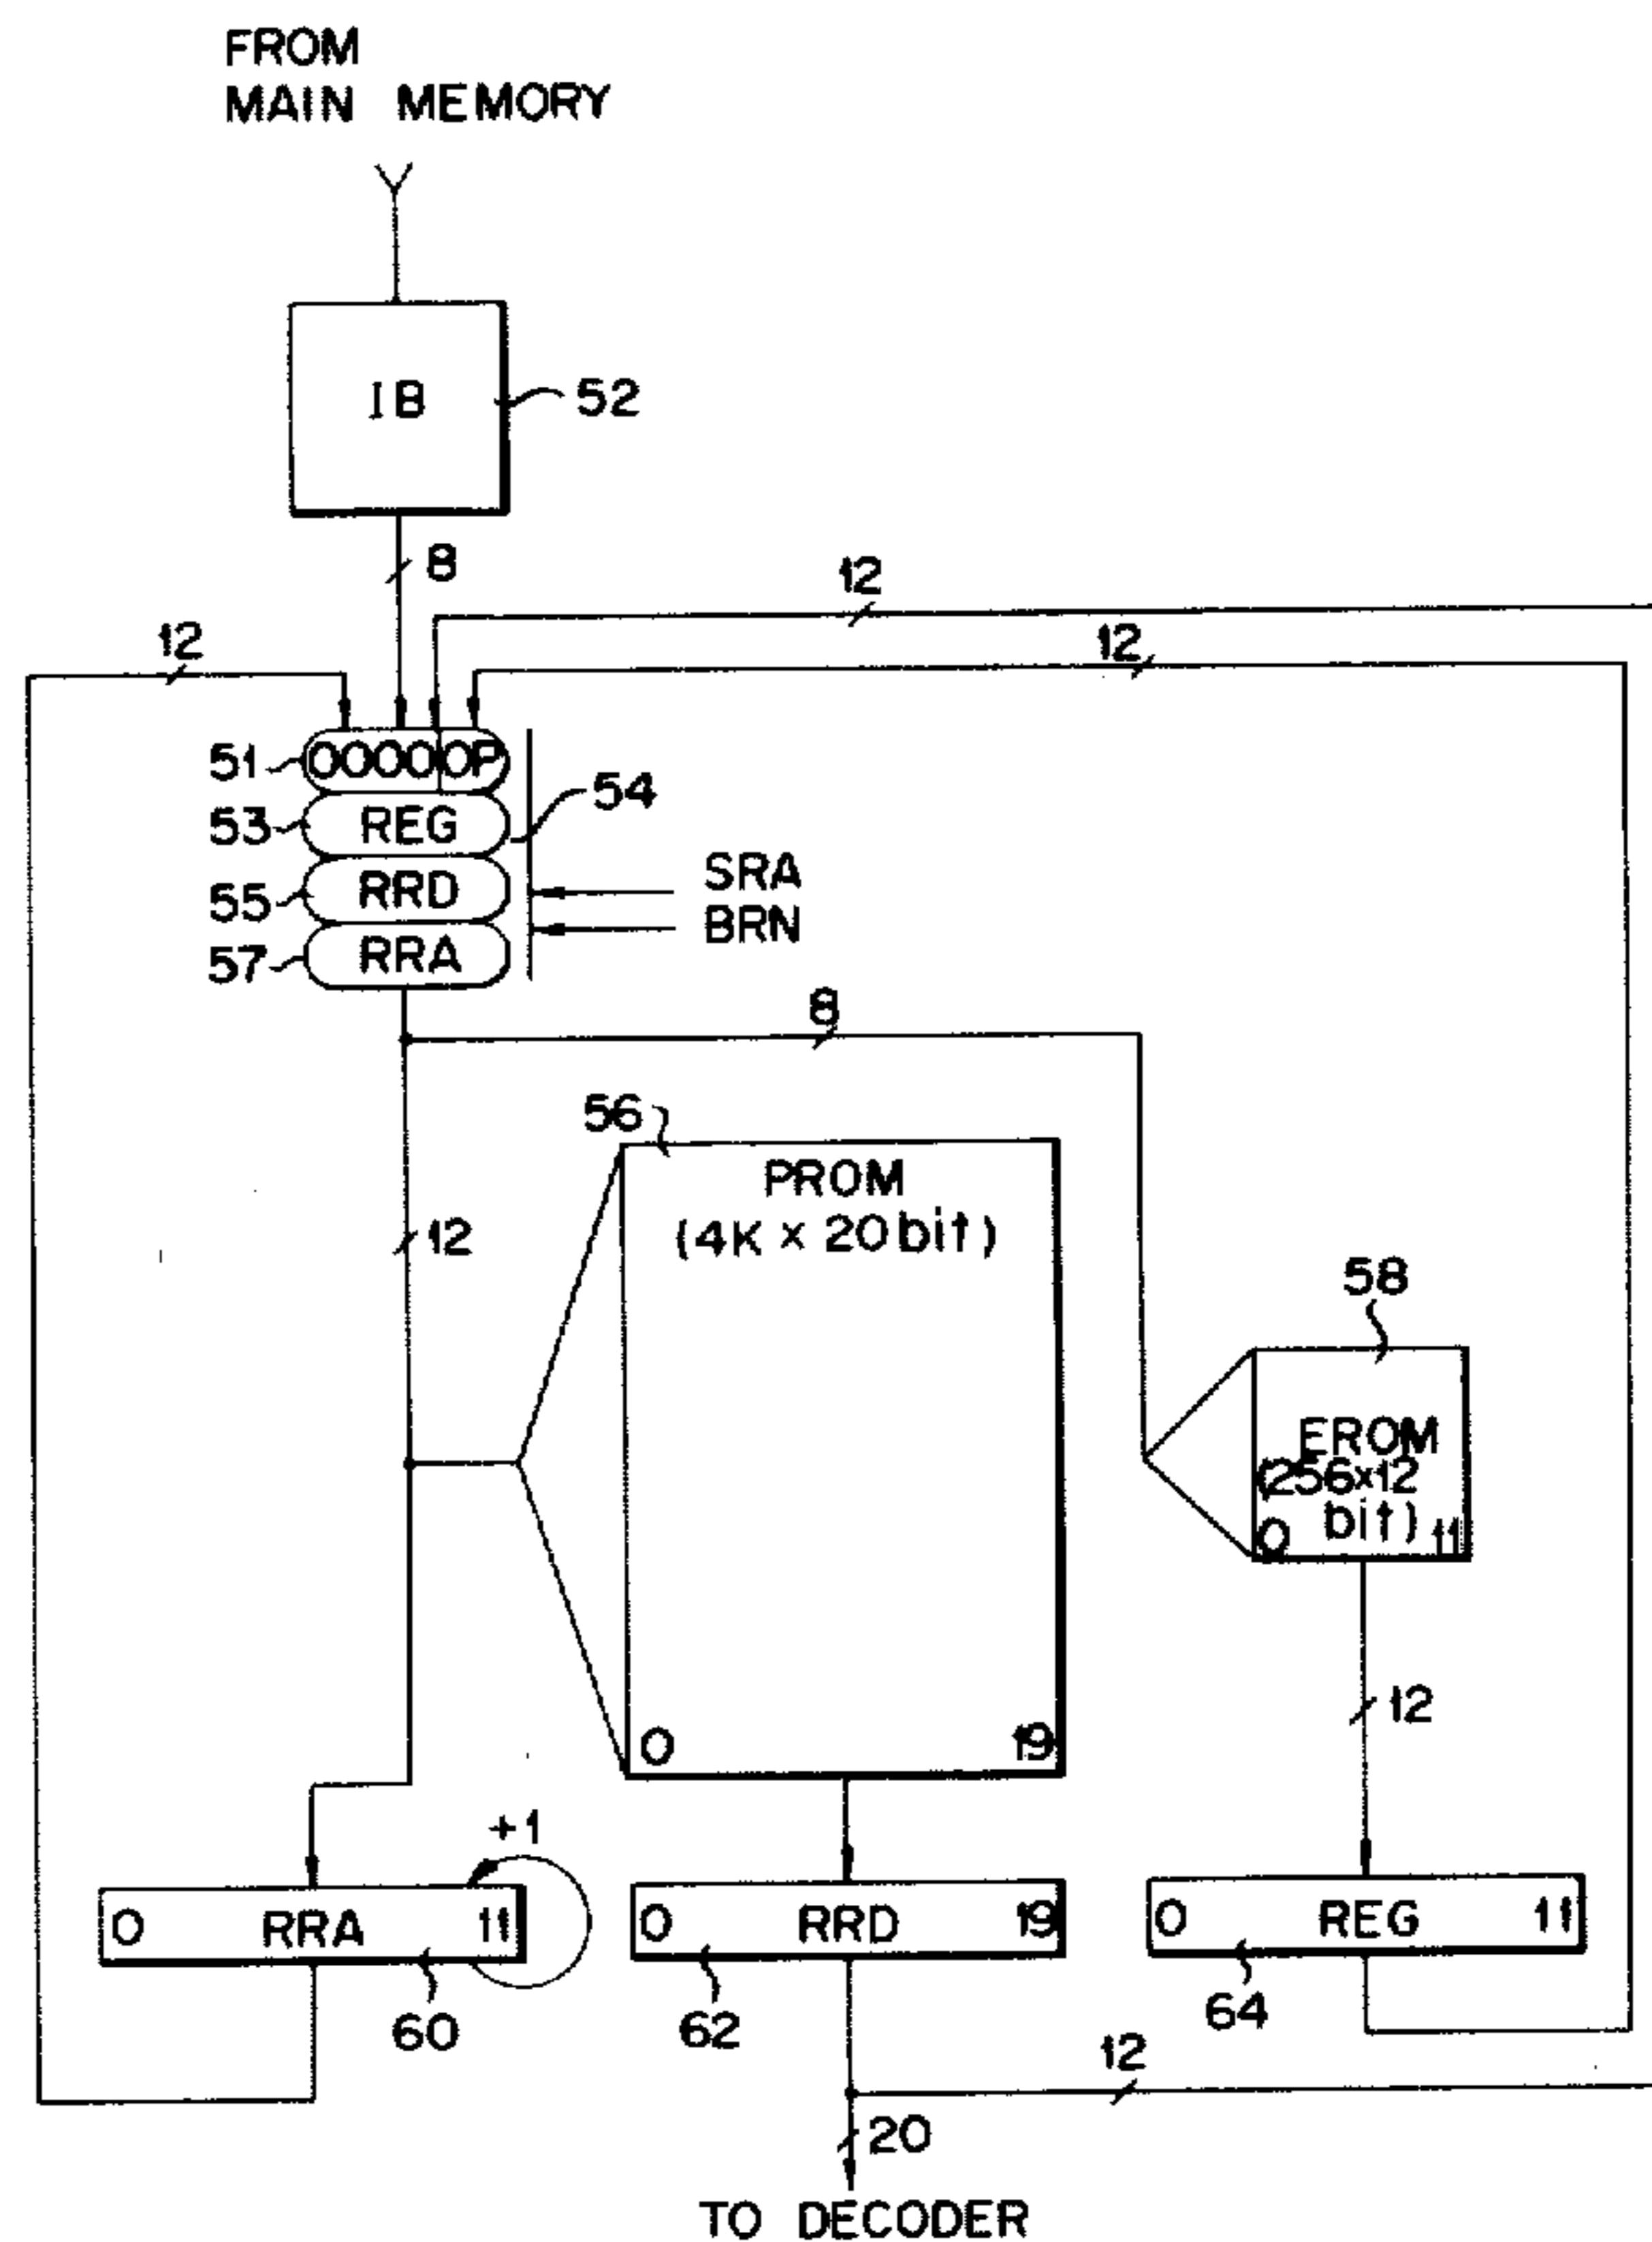 FROM
MAIN MEMORY
IB
52
8
12
12
12
51
0000 OP
54
53
REG
SRA
55
RRD
BRN
57
RRA
8
56
PROM
(4K x 20 bit)
12
58
EROM
(256x12
bit)
0
11
12
0
19
+1
0
RRA
11
0
RRD
19
0
REG
11
60
62
64
12
20
TO DECODER